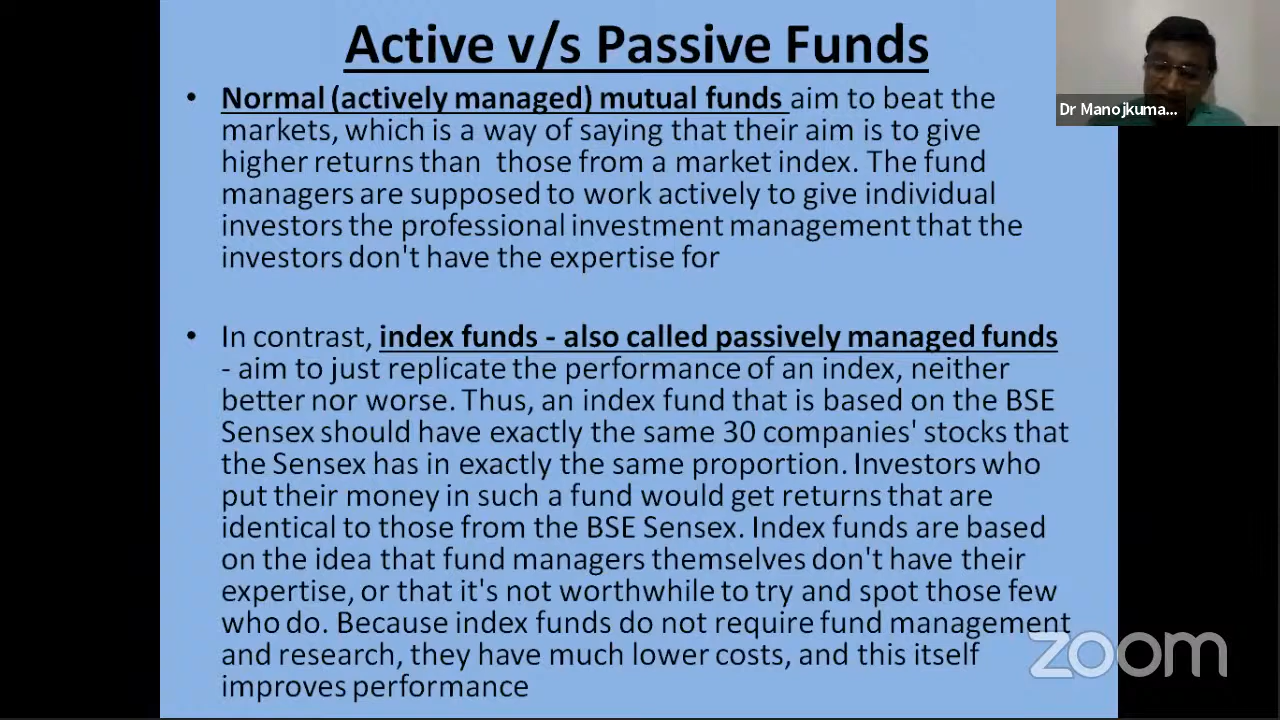 Active v/s Passive Funds
• Normal (actively managed) mutual funds aim to beat the
markets, which is a way of saying that their aim is to give
higher returns than those from a market index. The fund
managers are supposed to work actively to give individual
investors the professional investment management that the
investors don't have the expertise for
• In contrast, index funds - also called passively managed funds
- aim to just replicate the performance of an index, neither
better nor worse. Thus, an index fund that is based on the BSE
Sensex should have exactly the same 30 companies' stocks that
the Sensex has in exactly the same proportion. Investors who
put their money in such a fund would get returns that are
identical to those from the BSE Sensex. Index funds are based
on the idea that fund managers themselves don't have their
expertise, or that it's not worthwhile to try and spot those few
who do. Because index funds do not require fund management
and research, they have much lower costs, and this itself
improves performance
Dr Manojkuma...
zoom